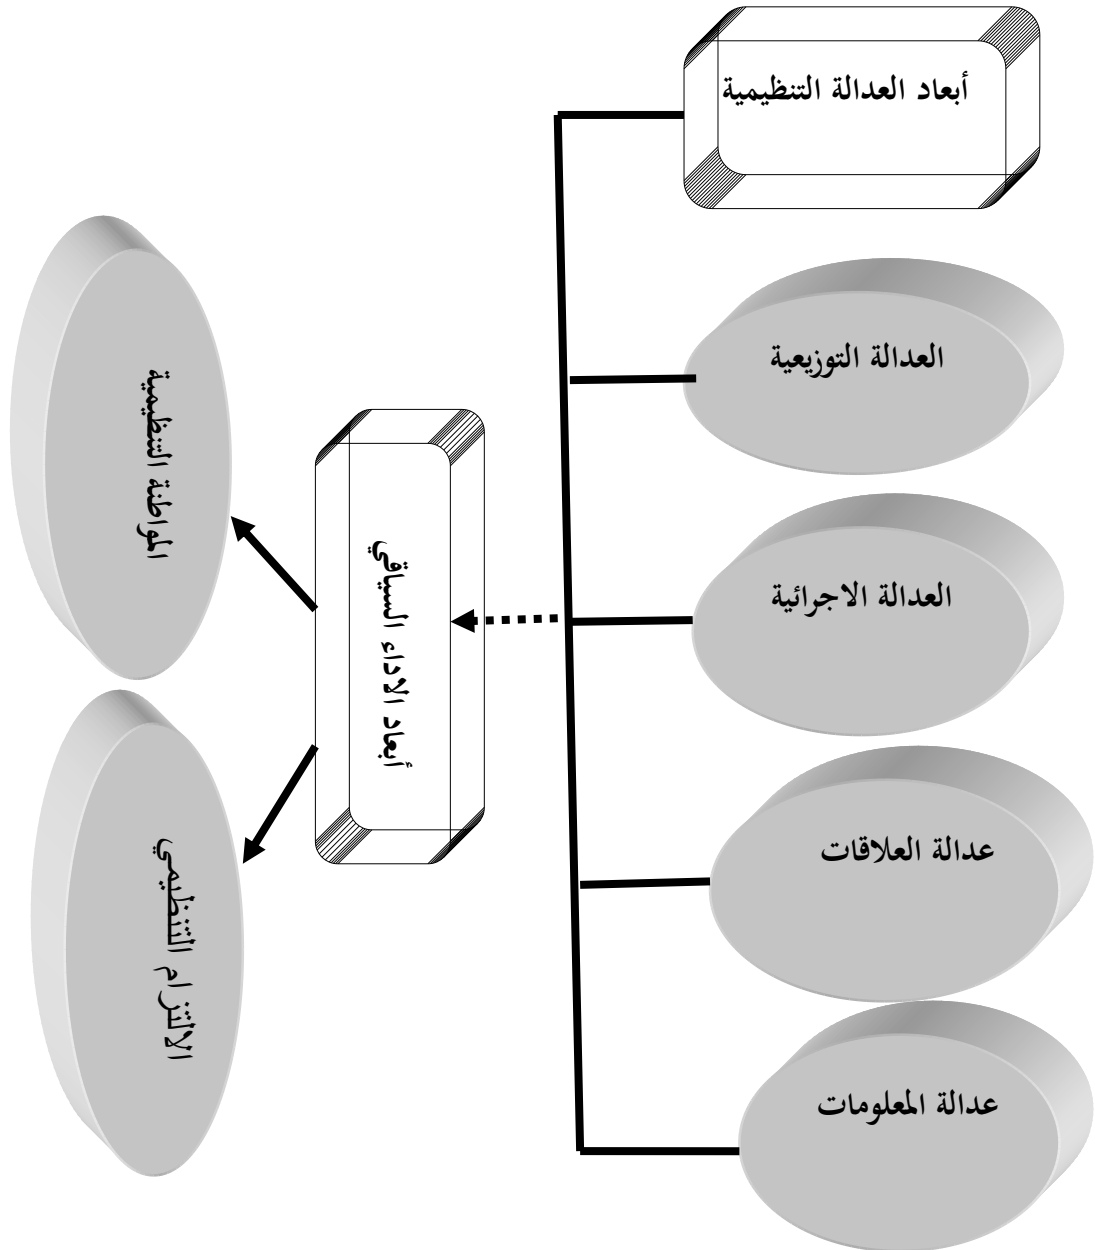 أبعاد العدالة التنظيمية
العدالة التوزيعية
العدالة الاجرائية
عدالة العلاقات
عدالة المعلومات
أبعاد الاداء السياقي
المواطنة التنظيمية
الالتزام التنظيمي